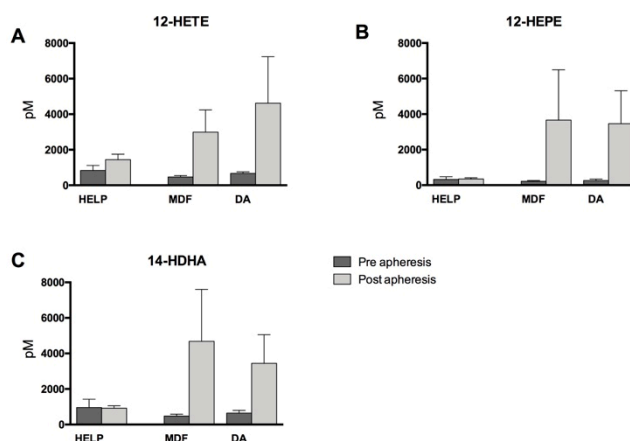 12-HETE
A
8000
6000
4000
2000
0
pM
HELP MDF DA
12-HEPE
B
8000
6000
4000
2000
0
pM
HELP MDF DA
14-HDHA
C
8000
6000
4000
2000
0
pM
HELP MDF DA
Pre apheresis
Post apheresis